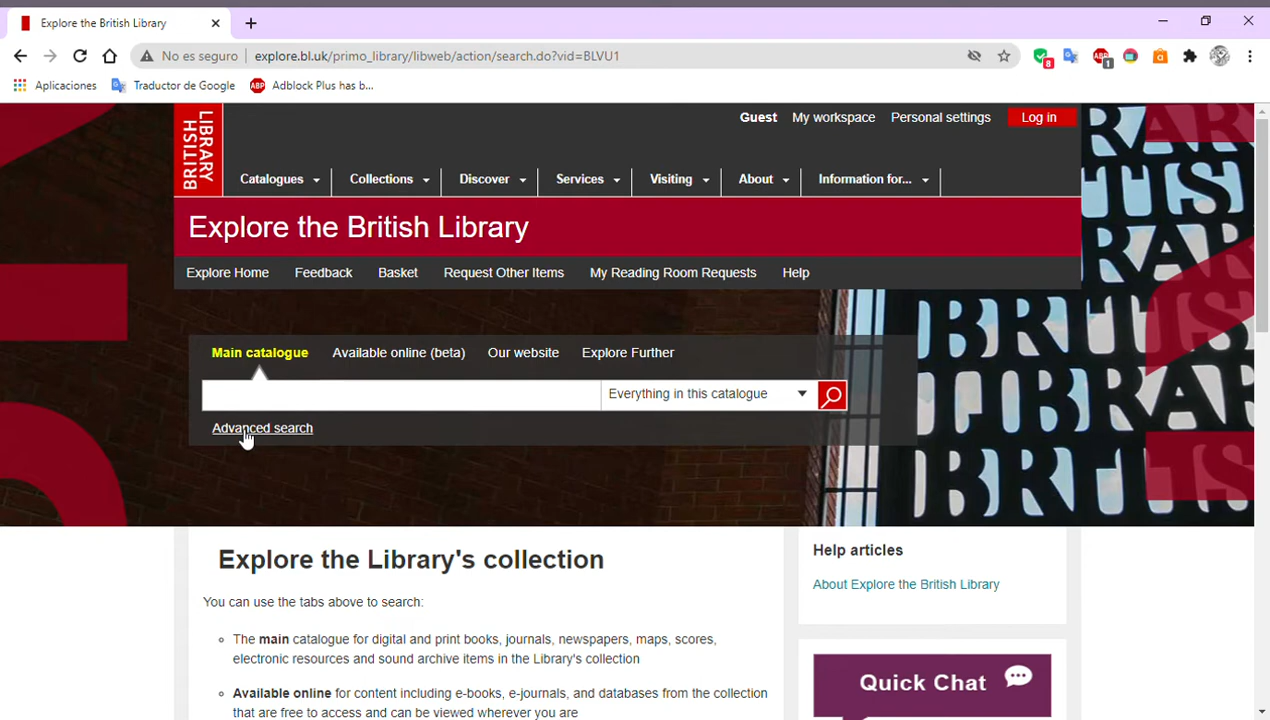 Explore the British Library
No es seguro
explore.bl.uk/primo_library/libweb/action/search.do?vid=BLVU1
8
1
Aplicaciones
Traductor de Google
Adblock Plus has b...
LIBRARY
BRITISH
Guest
My workspace
Personal settings
Log in
Catalogues
Collections
Discover
Services
Visiting
About
Information for...
Explore the British Library
Explore Home
Feedback
Basket
Request Other Items
My Reading Room Requests
Help
Main catalogue
Available online (beta)
Our website
Explore Further
Everything in this catalogue
Advanced search
Explore the Library's collection
You can use the tabs above to search:
The main catalogue for digital and print books, journals, newspapers, maps, scores,
electronic resources and sound archive items in the Library's collection
Available online for content including e-books, e-journals, and databases from the collection
that are free to access and can be viewed wherever you are
Help articles
About Explore the British Library
Quick Chat